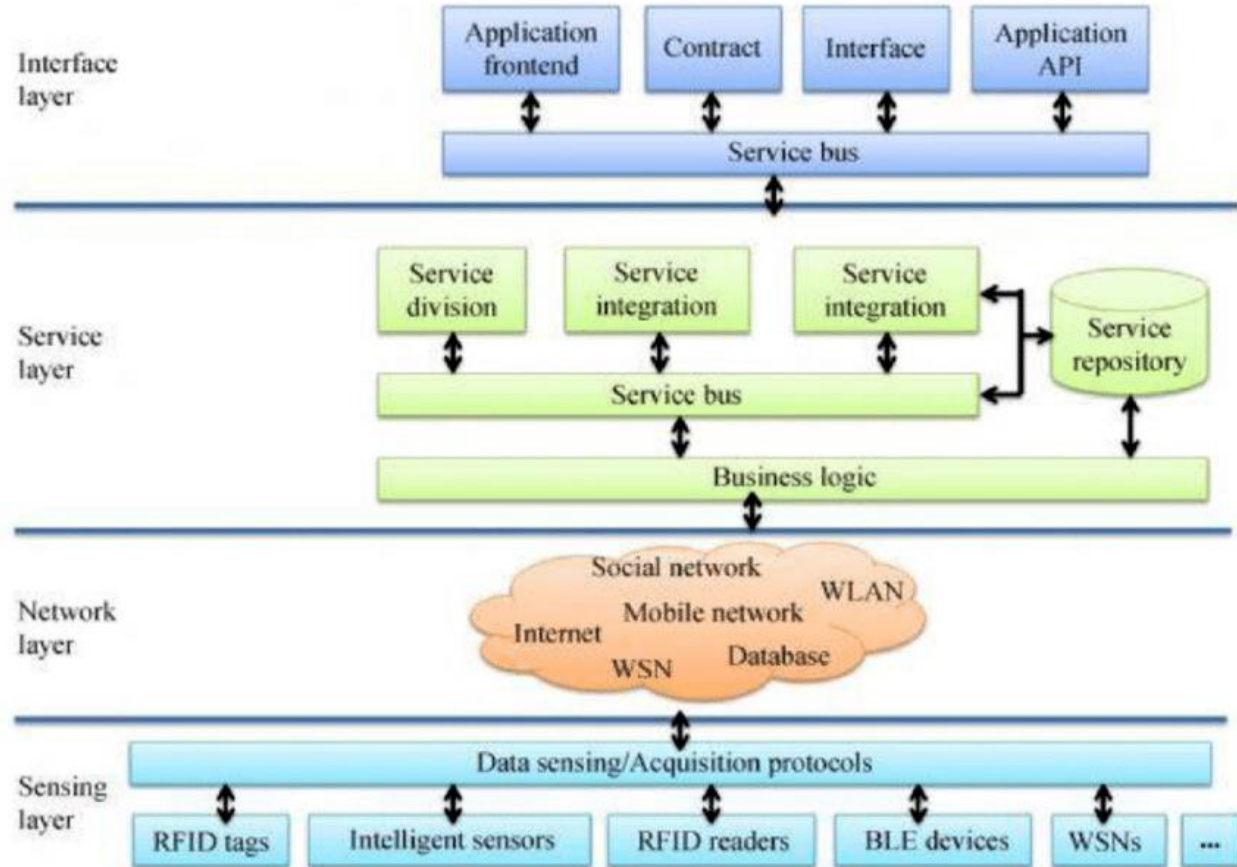 Interface
layer
Application
frontend
Contract
Interface
Application
API
Service bus
Service
layer
Service
division
Service
integration
Service
integration
Service
repository
Service bus
Business logic
Network
layer
Social network
WLAN
Mobile network
Internet
Database
WSN
Sensing
layer
Data sensing/Acquisition protocols
RFID tags
Intelligent sensors
RFID readers
BLE devices
WSNs
...